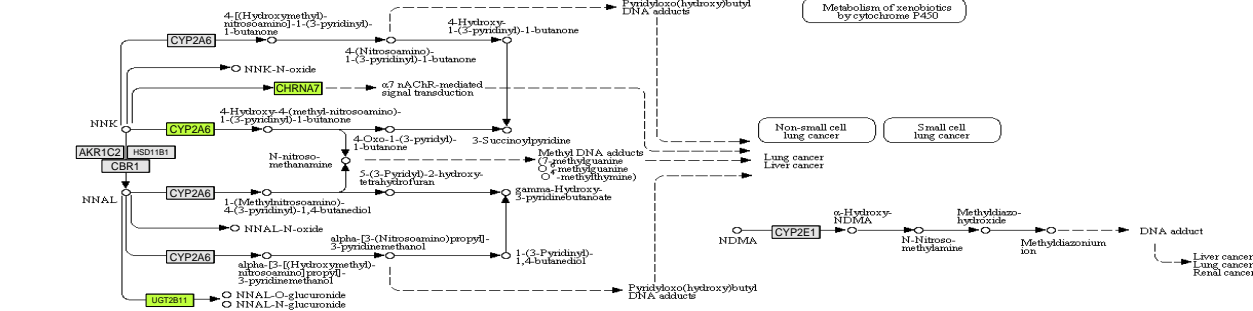 Pyridyloxo(hydroxy)butyl
DNA adducts
Metabolism of xenobiotics
by cytochrome P450
4-[(Hydroxymethyl)-
nitrosoamino]-1-(3-pyridinyl)-
1-butanone
4-Hydroxy-
1-(3-pyridinyl)-1-butanone
CYP2A6
4-(Nitrosoamino)-
1-(3-pyridinyl)-1-butanone
NNK-N-oxide
CHRNA7
α7 nAChR-mediated
signal transduction
4-Hydroxy-4-(methyl-nitrosoamino)-
1-(3-pyridinyl)-1-butanone
NNK
CYP2A6
4-Oxo-1-(3-pyridyl)-
1-butanone
3-Succinoylpyridine
Non-small cell
lung cancer
Small cell
lung cancer
AKR1C2
HSD11B1
CBR1
N-nitroso-
methanamine
Methyl DNA adducts
(7-methylguanine
O6-methylguanine
O4-methylthymine)
Lung cancer
Liver cancer
5-(3-Pyridyl)-2-hydroxy-
tetrahydrofuran
CYP2A6
NNAL
1-(Methylnitrosoamino)-
4-(3-pyridinyl)-1,4-butanediol
gamma-Hydroxy-
3-pyridinebutanoate
NNAL-N-oxide
alpha-[3-(Nitrosoamino)propyl]-
3-pyridinemethanol
CYP2A6
alpha-[3-[(Hydroxymethyl)-
nitrosoamino]propyl]-
3-pyridinemethanol
1-(3-Pyridinyl)-
1,4-butanediol
UGT2B11
NNAL-O-glucuronide
NNAL-N-glucuronide
Pyridyloxo(hydroxy)butyl
DNA adducts
NDMA
CYP2E1
α-Hydroxy-
NDMA
N-Nitroso-
methylamine
Methyldiazo-
hydroxide
Methyldiazonium
ion
DNA adduct
Liver cancer
Lung cancer
Renal cancer